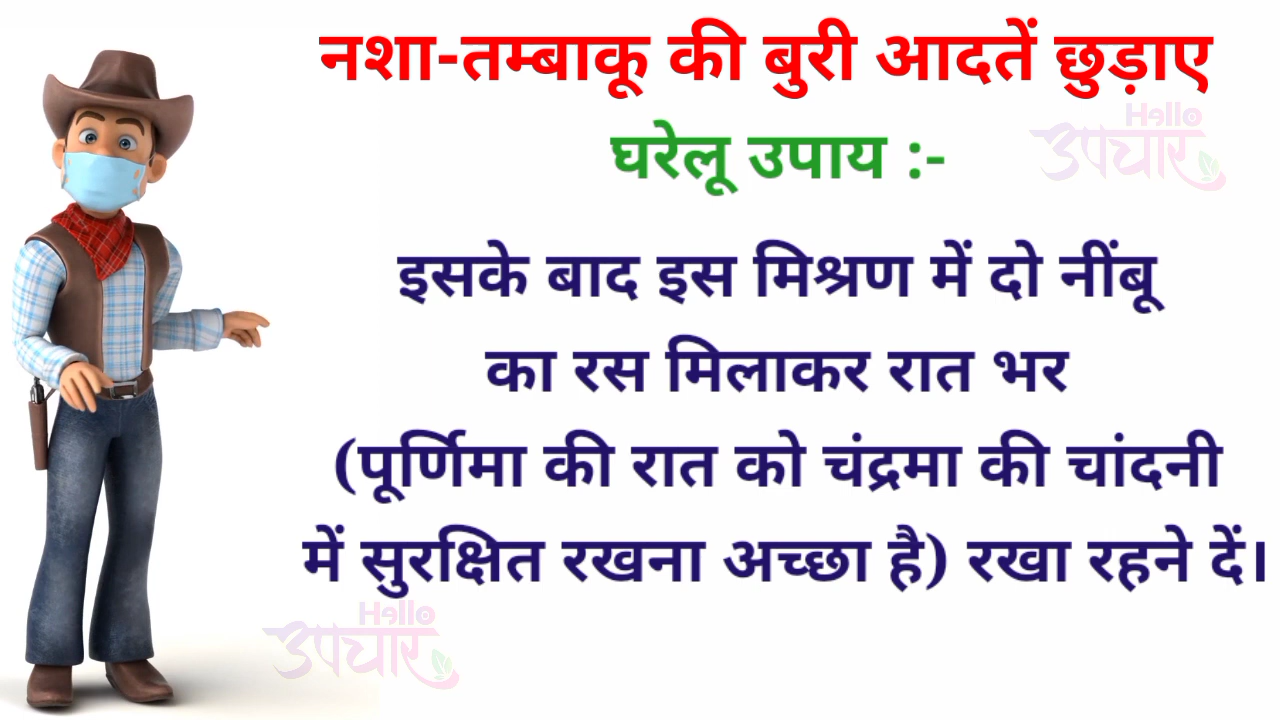 नशा-तम्बाकू की बुरी आदतें छुड़ाए
घरेलू उपाय :-
Hello
उपचार
इसके बाद इस मिश्रण में दो नींबू
का रस मिलाकर रात भर
(पूर्णिमा की रात को चंद्रमा की चांदनी
में सुरक्षित रखना अच्छा है) रखा रहने दें।
Hello
उपचार